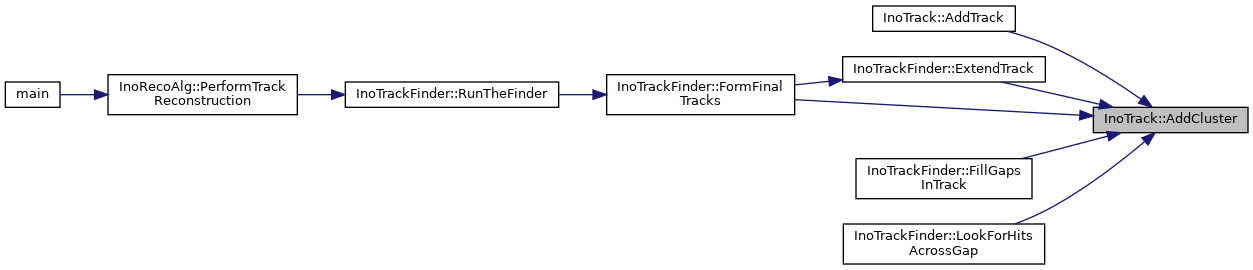 main
InoRecoAlg::PerformTrack
Reconstruction
InoTrackFinder::RunTheFinder
InoTrackFinder::FormFinal
Tracks
InoTrack::AddTrack
InoTrackFinder::ExtendTrack
InoTrackFinder::FillGaps
InTrack
InoTrackFinder::LookForHits
AcrossGap
InoTrack::AddCluster